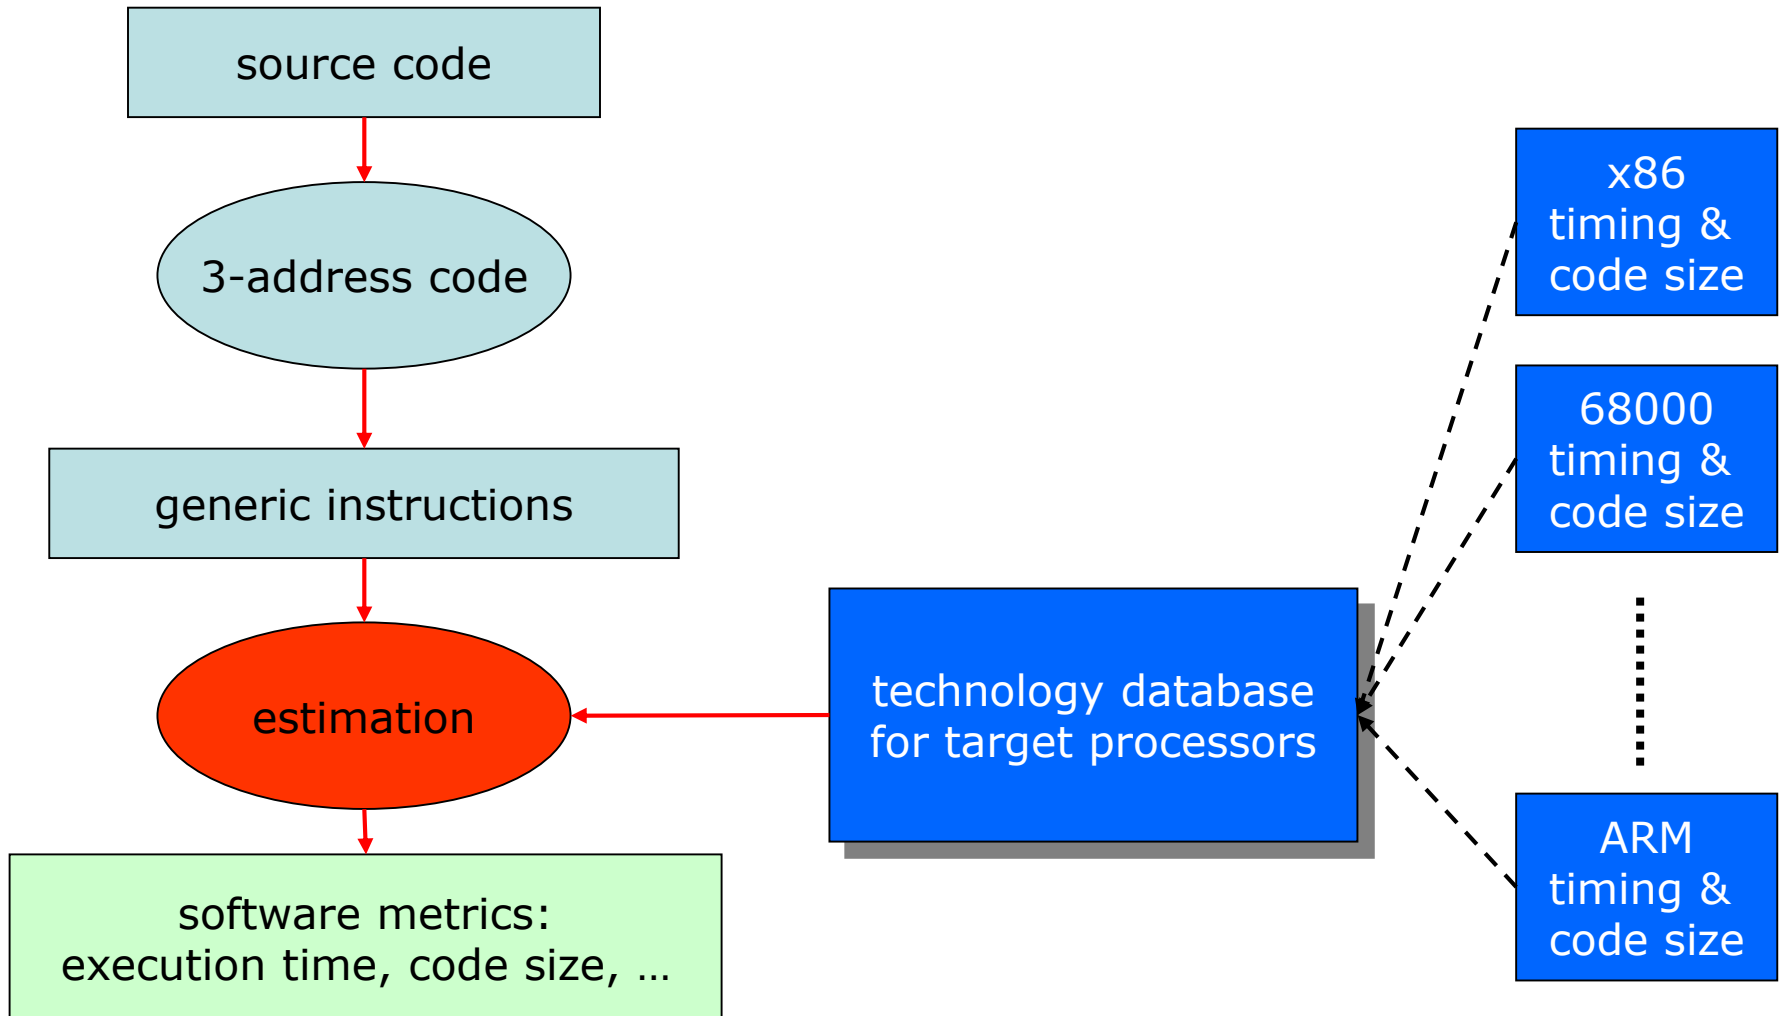 source code
3-address code
generic instructions
estimation
software metrics:
execution time, code size, …
technology database
for target processors
x86
timing &
code size
68000
timing &
code size
ARM
timing &
code size